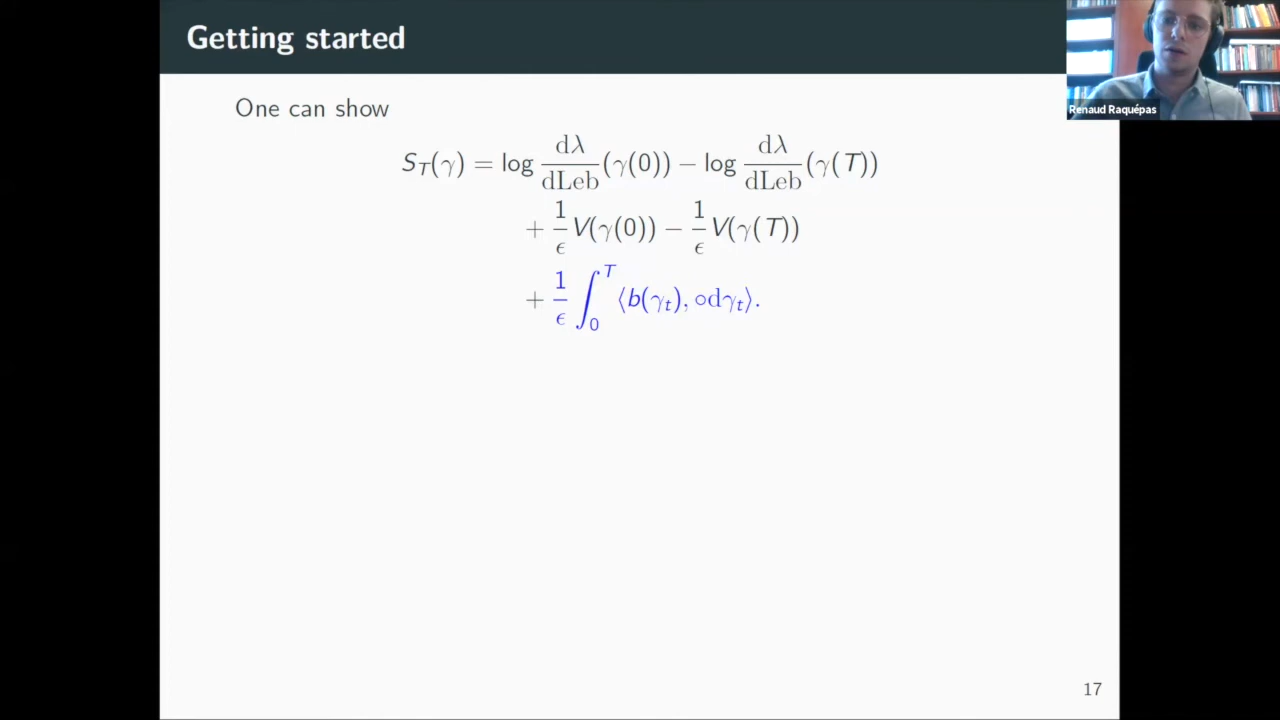 Getting started
Renaud Raquépas
One can show
S_T(γ) = log dλ/dLeb (γ(0)) − log dλ/dLeb (γ(T))
+ 1/ϵ V(γ(0)) − 1/ϵ V(γ(T))
+ 1/ϵ ∫_0^T ⟨b(γ_t), ∘dγ_t⟩.
17